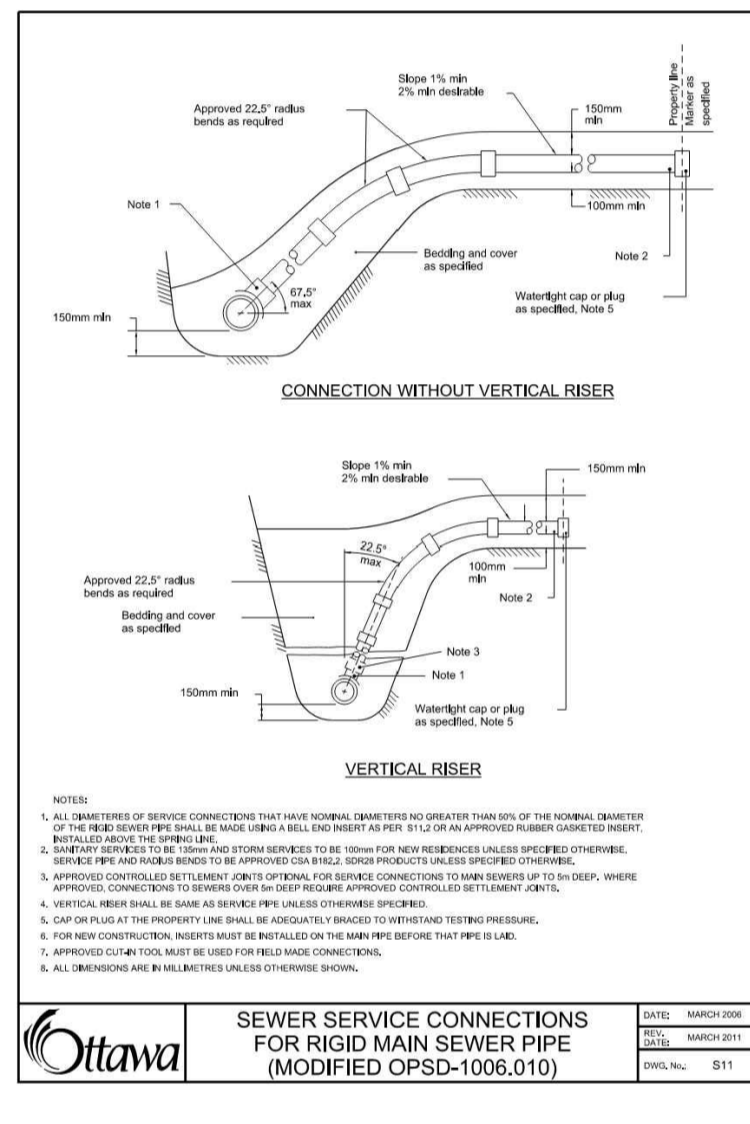 Slope 1% min
2% min desirable
Approved 22.5° radius
bends as required
150mm
min
Property line
Marker as
specified
Note 1
100mm min
Bedding and cover
as specified
Note 2
67.5°
max
Watertight cap or plug
as specified, Note 5
150mm min
CONNECTION WITHOUT VERTICAL RISER
Slope 1% min
2% min desirable
150mm min
22.5°
max
100mm
min
Approved 22.5° radius
bends as required
Note 2
Bedding and cover
as specified
Note 3
Note 1
150mm min
Watertight cap or plug
as specified, Note 5
VERTICAL RISER
NOTES:
1. ALL DIAMETERES OF SERVICE CONNECTIONS THAT HAVE NOMINAL DIAMETERS NO GREATER THAN 50% OF THE NOMINAL DIAMETER
OF THE RIGID SEWER PIPE SHALL BE MADE USING A BELL END INSERT AS PER S11.2 OR AN APPROVED RUBBER GASKETED INSERT,
INSTALLED ABOVE THE SPRING LINE.
2. SANITARY SERVICES TO BE 135mm AND STORM SERVICES TO BE 100mm FOR NEW RESIDENCES UNLESS SPECIFIED OTHERWISE.
SERVICE PIPE AND RADIUS BENDS TO BE APPROVED CSA B182.2, SDR28 PRODUCTS UNLESS SPECIFIED OTHERWISE.
3. APPROVED CONTROLLED SETTLEMENT JOINTS OPTIONAL FOR SERVICE CONNECTIONS TO MAIN SEWERS UP TO 5m DEEP. WHERE
APPROVED, CONNECTIONS TO SEWERS OVER 5m DEEP REQUIRE APPROVED CONTROLLED SETTLEMENT JOINTS.
4. VERTICAL RISER SHALL BE SAME AS SERVICE PIPE UNLESS OTHERWISE SPECIFIED.
5. CAP OR PLUG AT THE PROPERTY LINE SHALL BE ADEQUATELY BRACED TO WITHSTAND TESTING PRESSURE.
6. FOR NEW CONSTRUCTION, INSERTS MUST BE INSTALLED ON THE MAIN PIPE BEFORE THAT PIPE IS LAID.
7. APPROVED CUT-IN TOOL MUST BE USED FOR FIELD MADE CONNECTIONS.
8. ALL DIMENSIONS ARE IN MILLIMETRES UNLESS OTHERWISE SHOWN.
Ottawa
SEWER SERVICE CONNECTIONS
FOR RIGID MAIN SEWER PIPE
(MODIFIED OPSD-1006.010)
DATE: MARCH 2006
REV.
DATE: MARCH 2011
DWG. No.: S11